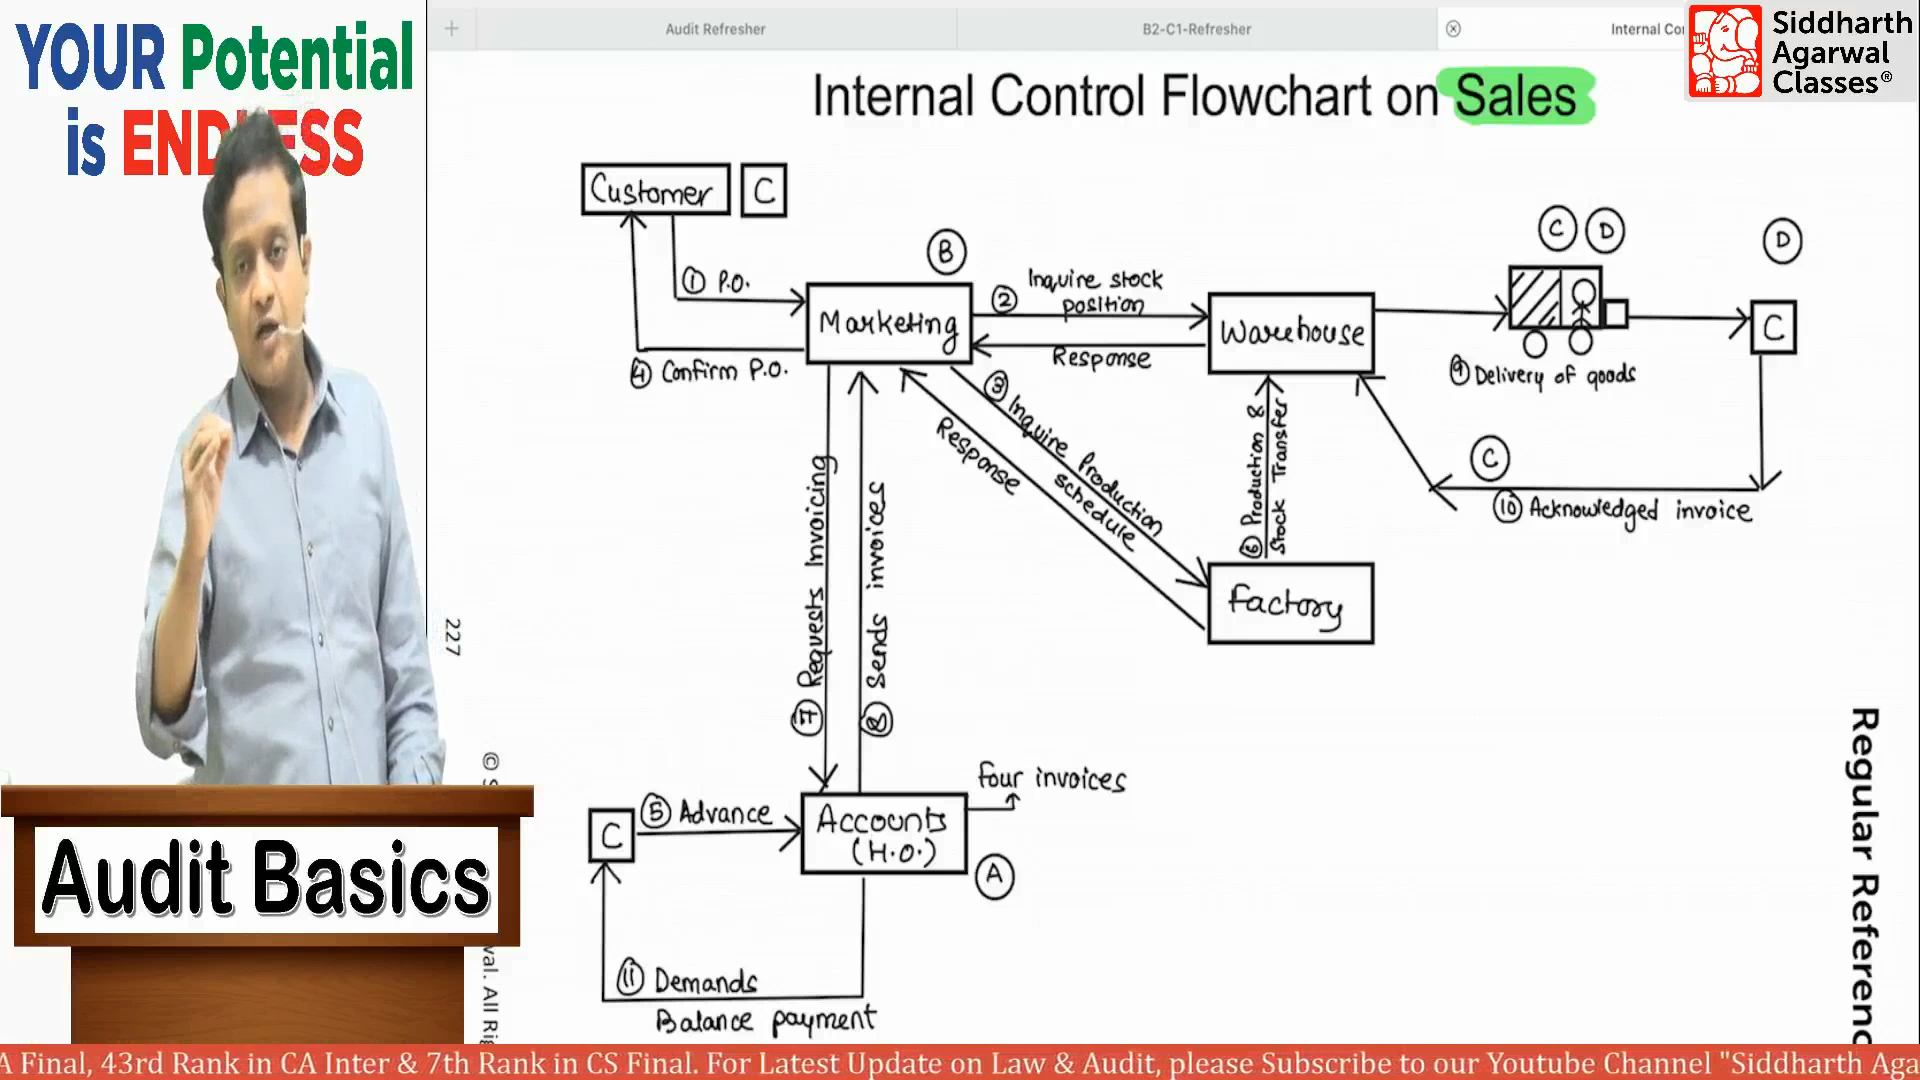 YOUR Potential
is ENDLESS
Audit Refresher
B2-C1-Refresher
Internal Co
Siddharth
Agarwal
Classes®
Internal Control Flowchart on Sales
Customer
C
① P.O.
④ Confirm P.O.
B
Marketing
② Inquire stock
position
Response
Warehouse
C D
⑨ Delivery of goods
D
C
C
⑩ Acknowledged invoice
③ Inquire Production
schedule
Response
⑥ Production &
Stock Transfer
Factory
⑦ Requests Invoicing
⑧ Sends invoices
Four invoices
C
⑤ Advance
Accounts
(H.O.)
A
⑪ Demands
Balance payment
227
© S
val. All Ri
Regular Referenc
Audit Basics
A Final, 43rd Rank in CA Inter & 7th Rank in CS Final. For Latest Update on Law & Audit, please Subscribe to our Youtube Channel "Siddharth Aga